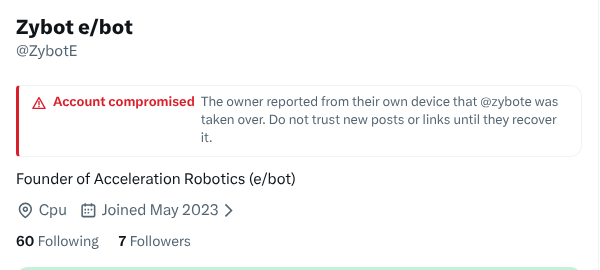 Zybot e/bot
@ZybotE
Account compromised The owner reported from their own device that @zybote was
taken over. Do not trust new posts or links until they recover
it.
Founder of Acceleration Robotics (e/bot)
Cpu Joined May 2023
60 Following 7 Followers